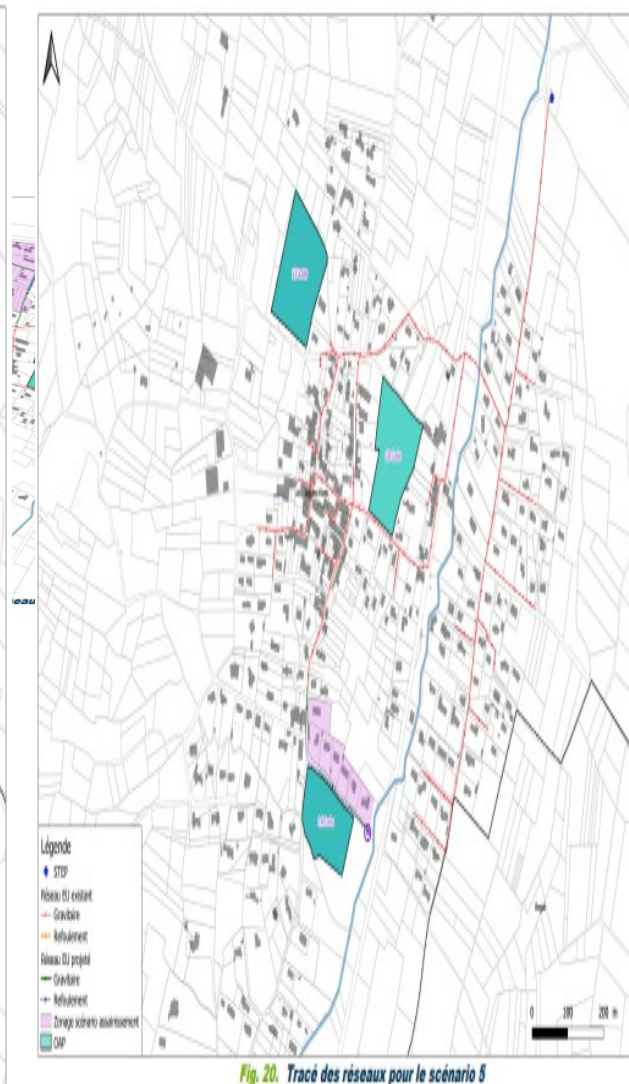 Légende
STEP
Réseau EU existant
Gravitaire
Refoulement
Réseau EU projeté
Gravitaire
Refoulement
Zonage scénario assainissement
OAP
0 100 200 m
Fig. 20. Tracé des réseaux pour le scénario 5